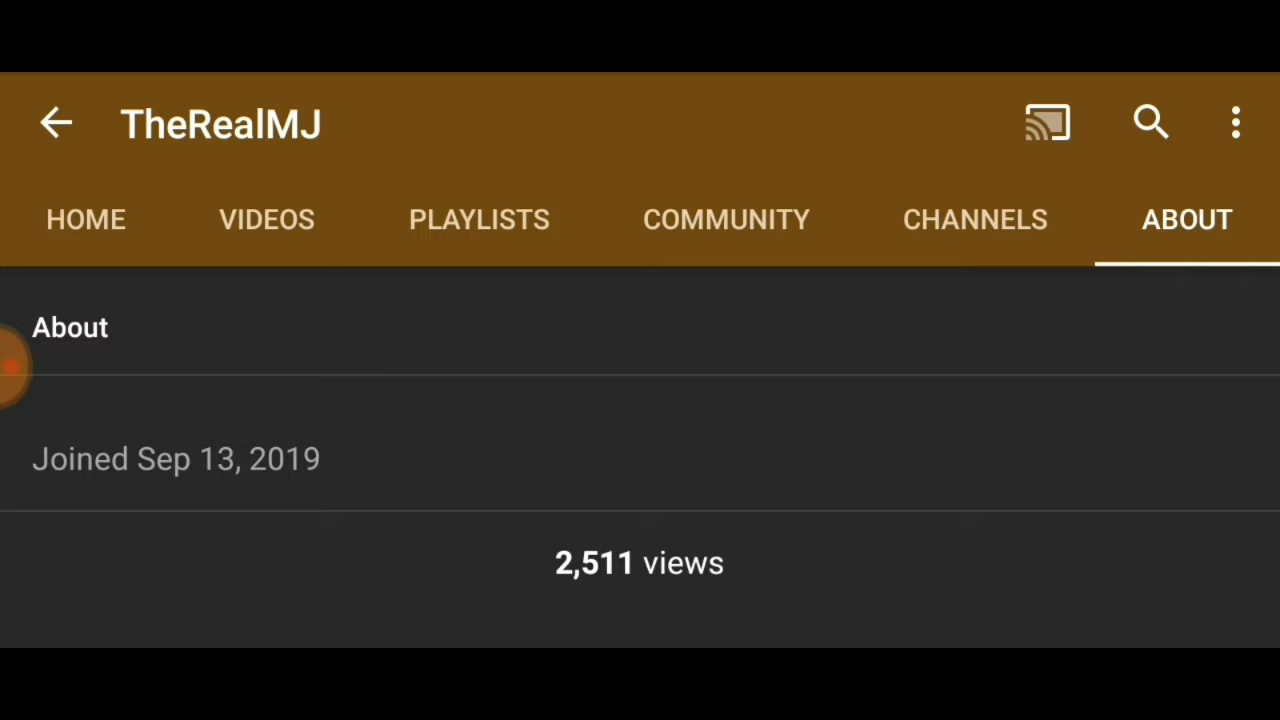 TheRealMJ
HOME VIDEOS PLAYLISTS COMMUNITY CHANNELS ABOUT
About
Joined Sep 13, 2019
2,511 views